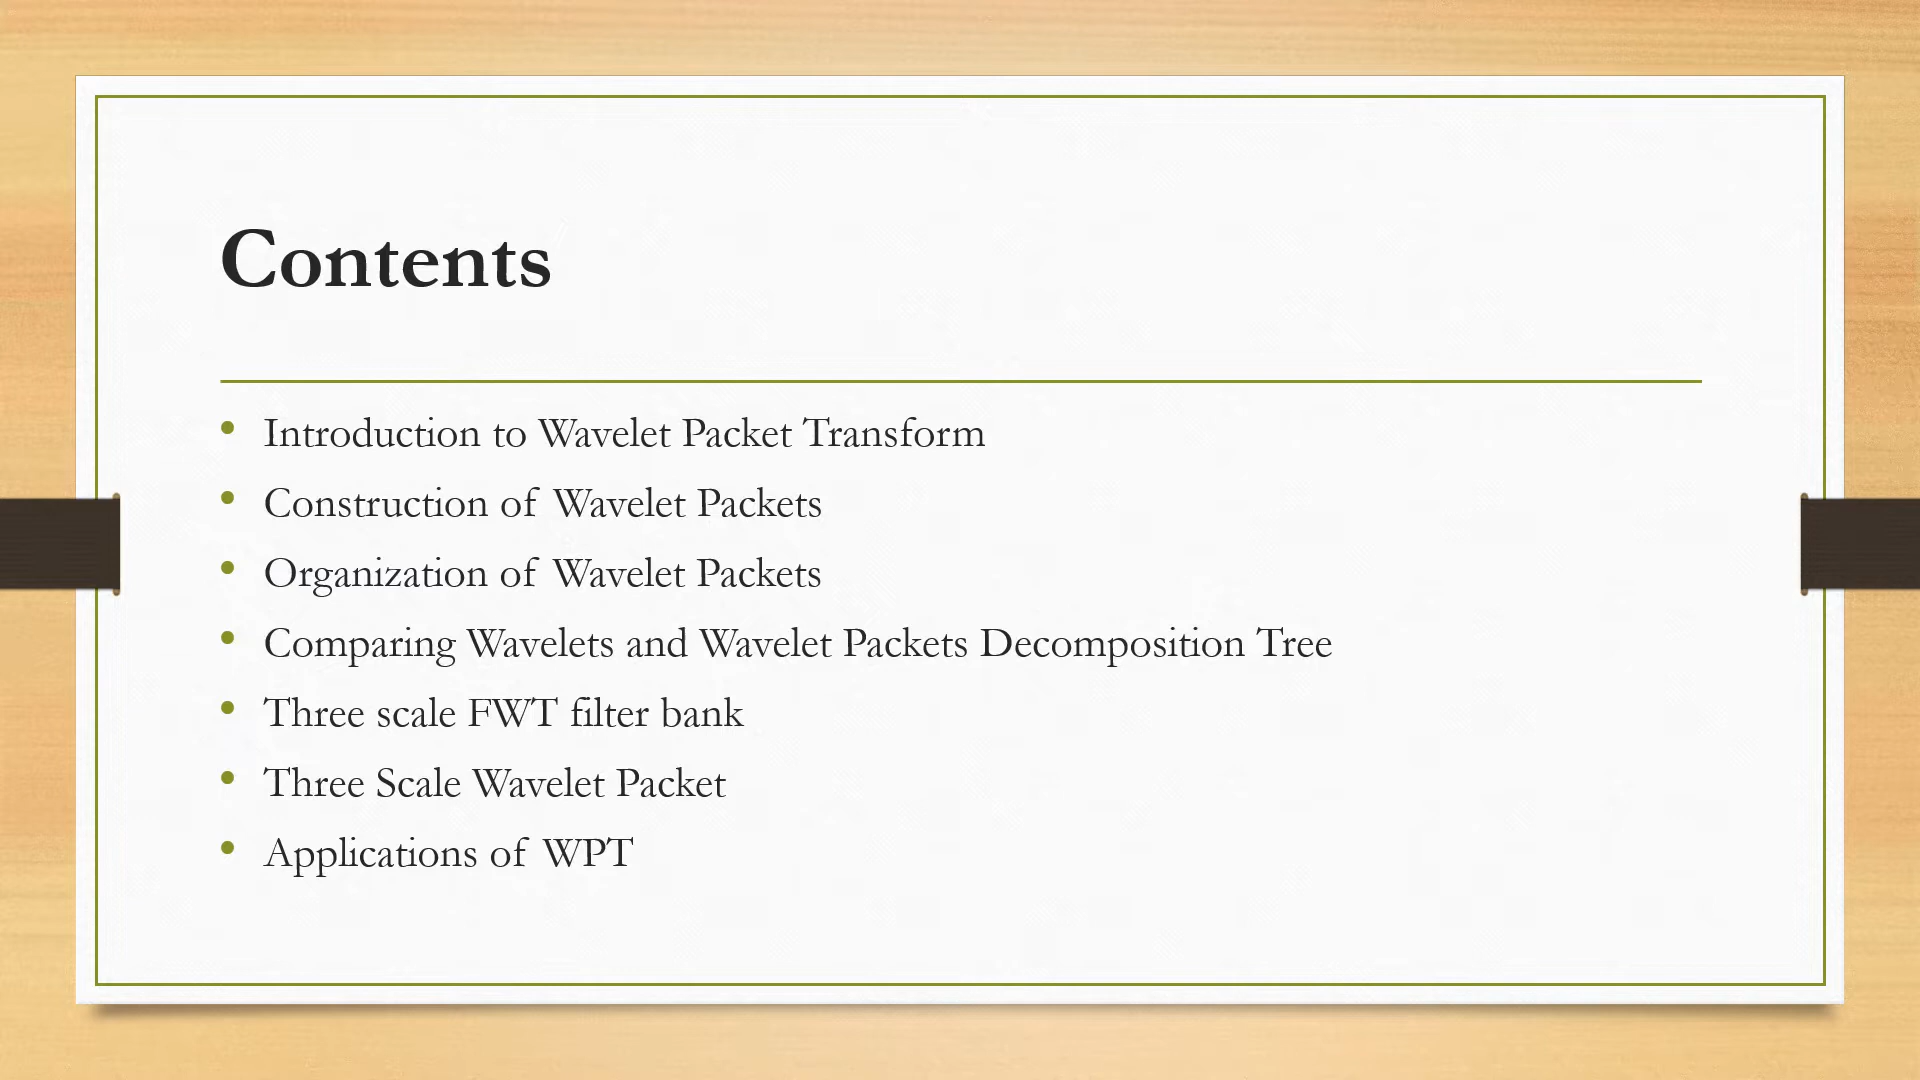 Contents
• Introduction to Wavelet Packet Transform
• Construction of Wavelet Packets
• Organization of Wavelet Packets
• Comparing Wavelets and Wavelet Packets Decomposition Tree
• Three scale FWT filter bank
• Three Scale Wavelet Packet
• Applications of WPT